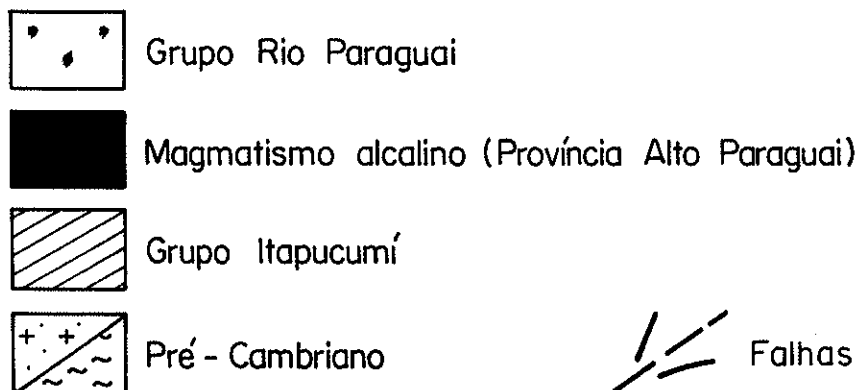 Grupo Rio Paraguai
Magmatismo alcalino (Província Alto Paraguai)
Grupo Itapucumí
Pré-Cambriano
Falhas